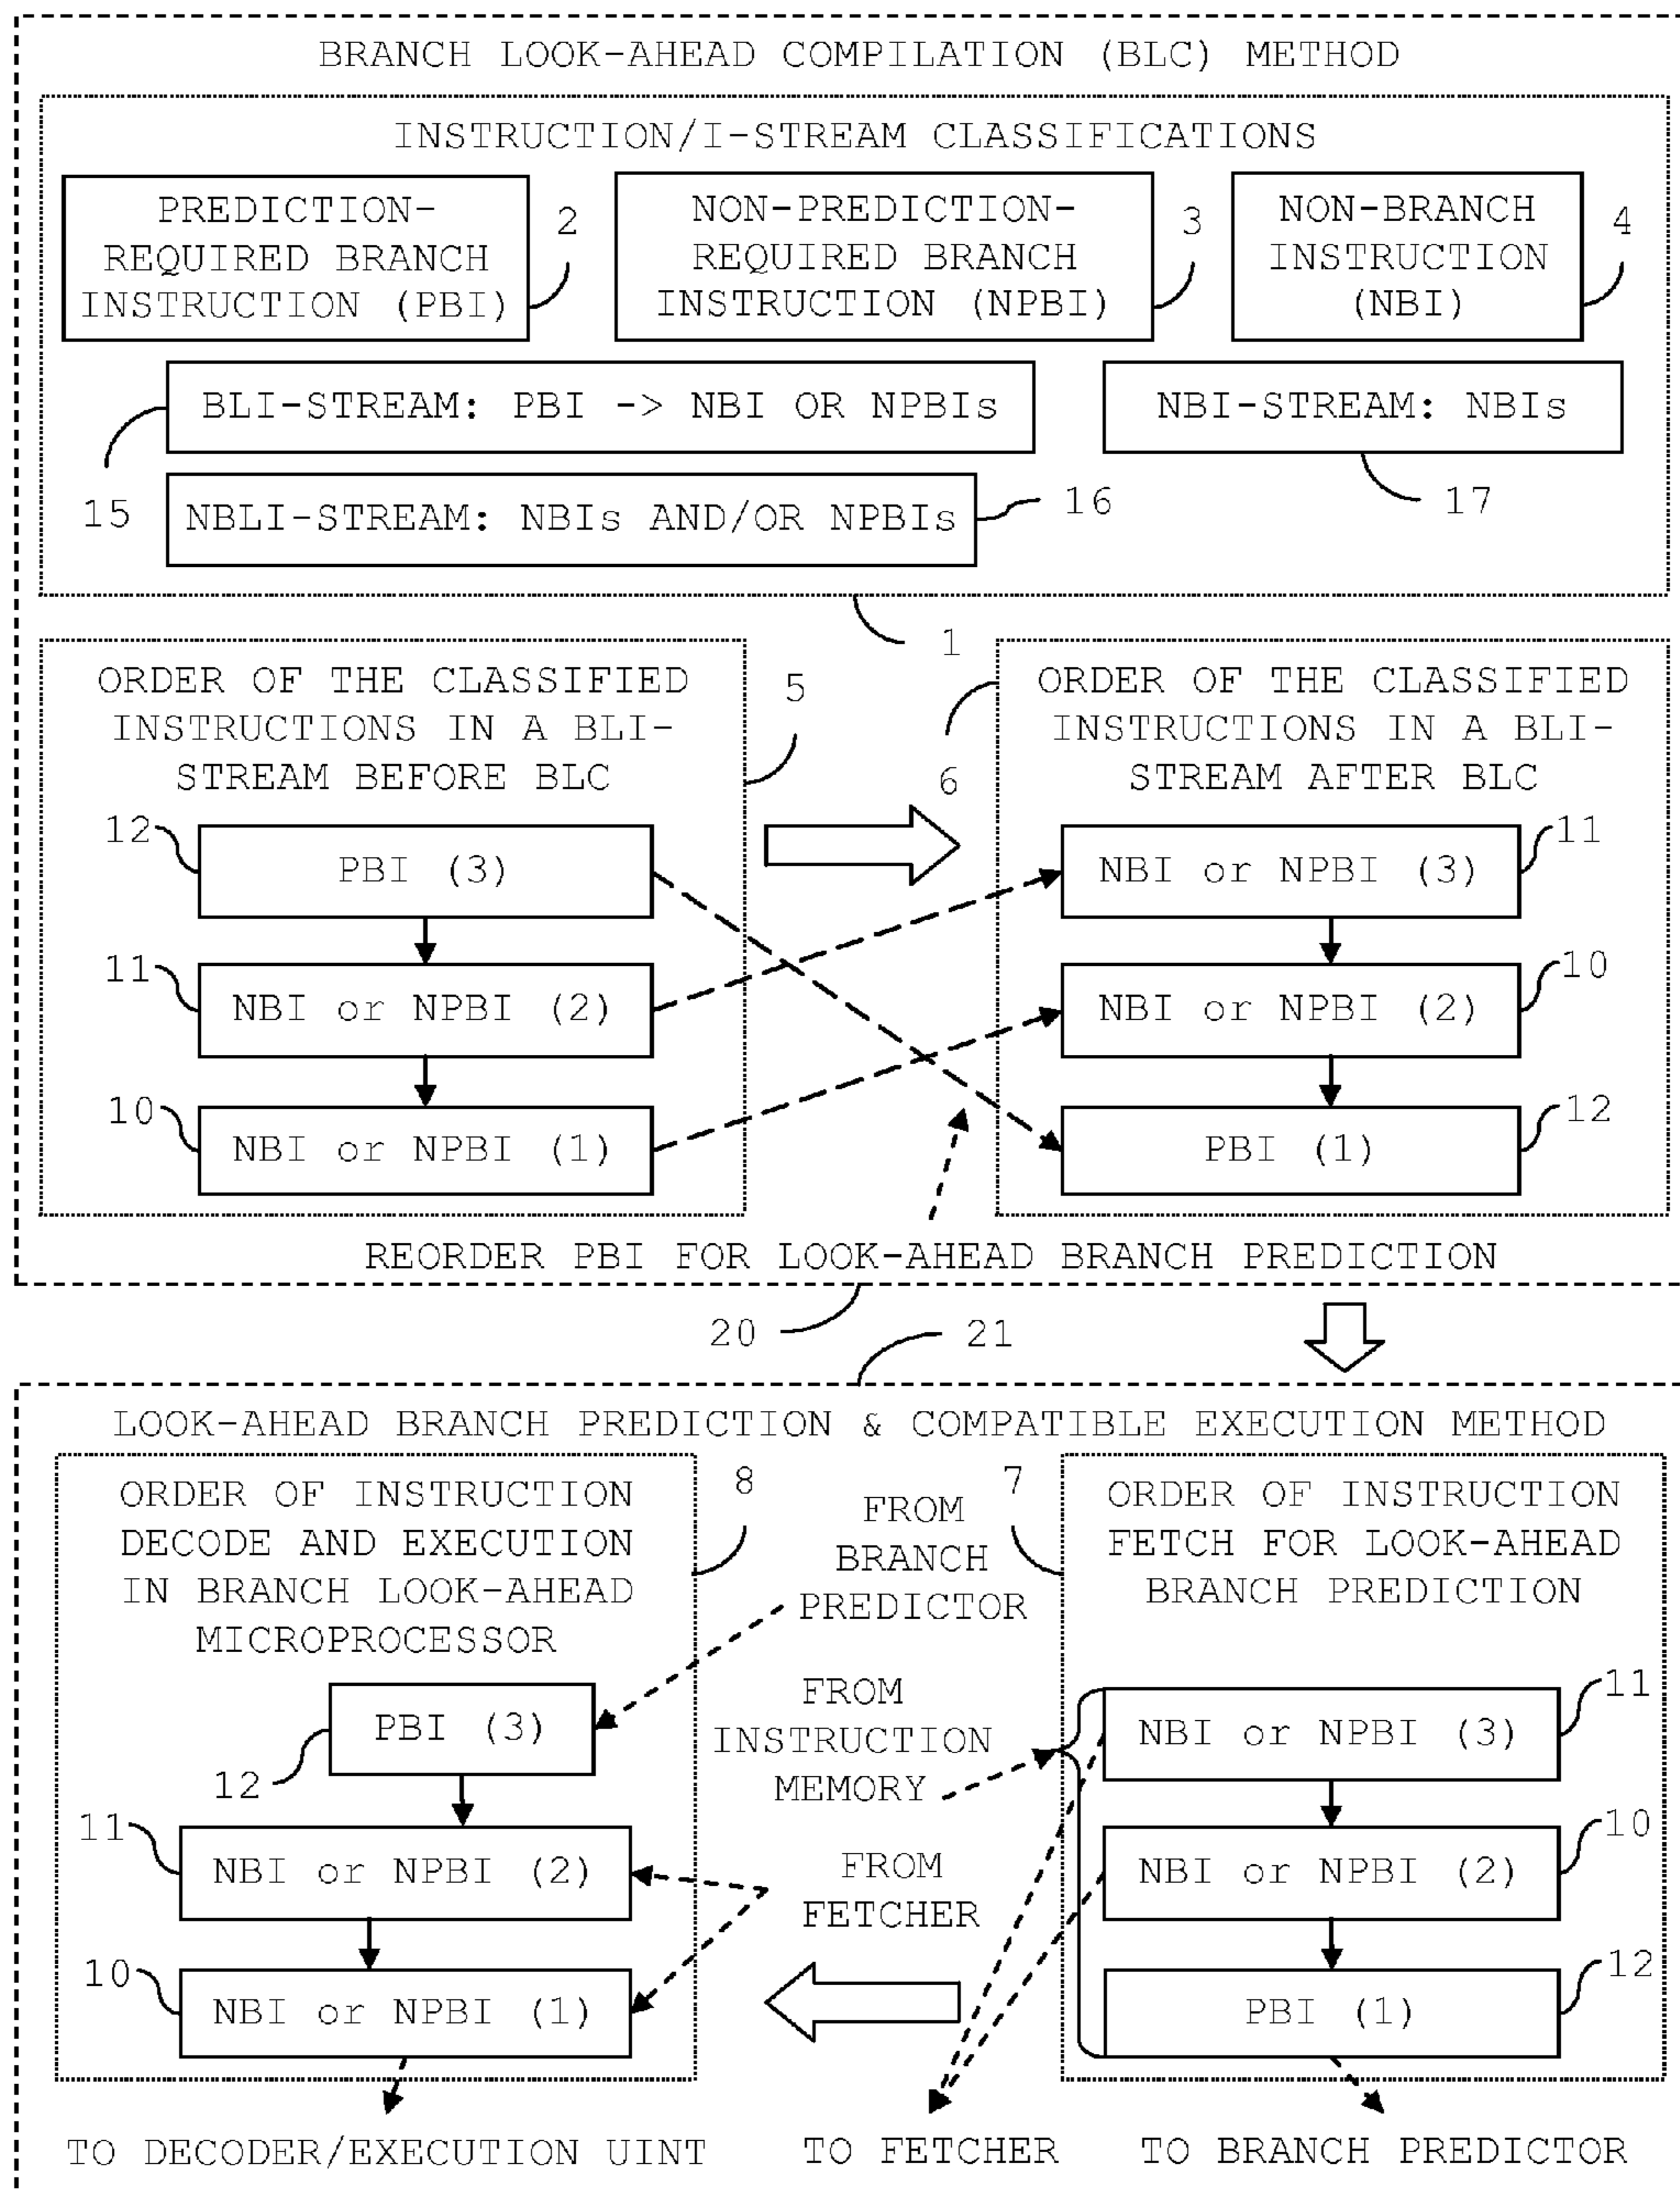 BRANCH LOOK-AHEAD COMPILATION (BLC) METHOD
INSTRUCTION/I-STREAM CLASSIFICATIONS
PREDICTION-
REQUIRED BRANCH
INSTRUCTION (PBI)
2
NON-PREDICTION-
REQUIRED BRANCH
INSTRUCTION (NPBI)
3
NON-BRANCH
INSTRUCTION
(NBI)
4
BLI-STREAM: PBI -> NBI OR NPBIs
15
NBI-STREAM: NBIs
17
NBLI-STREAM: NBIs AND/OR NPBIs
16
1
ORDER OF THE CLASSIFIED
INSTRUCTIONS IN A BLI-
STREAM BEFORE BLC
5
12
PBI (3)
11
NBI or NPBI (2)
10
NBI or NPBI (1)
6
ORDER OF THE CLASSIFIED
INSTRUCTIONS IN A BLI-
STREAM AFTER BLC
NBI or NPBI (3)
11
NBI or NPBI (2)
10
PBI (1)
12
REORDER PBI FOR LOOK-AHEAD BRANCH PREDICTION
20
21
LOOK-AHEAD BRANCH PREDICTION & COMPATIBLE EXECUTION METHOD
ORDER OF INSTRUCTION
DECODE AND EXECUTION
IN BRANCH LOOK-AHEAD
MICROPROCESSOR
8
PBI (3)
12
11
NBI or NPBI (2)
10
NBI or NPBI (1)
TO DECODER/EXECUTION UINT
FROM
BRANCH
PREDICTOR
FROM
INSTRUCTION
MEMORY
FROM
FETCHER
TO FETCHER
7
ORDER OF INSTRUCTION
FETCH FOR LOOK-AHEAD
BRANCH PREDICTION
NBI or NPBI (3)
11
NBI or NPBI (2)
10
PBI (1)
12
TO BRANCH PREDICTOR